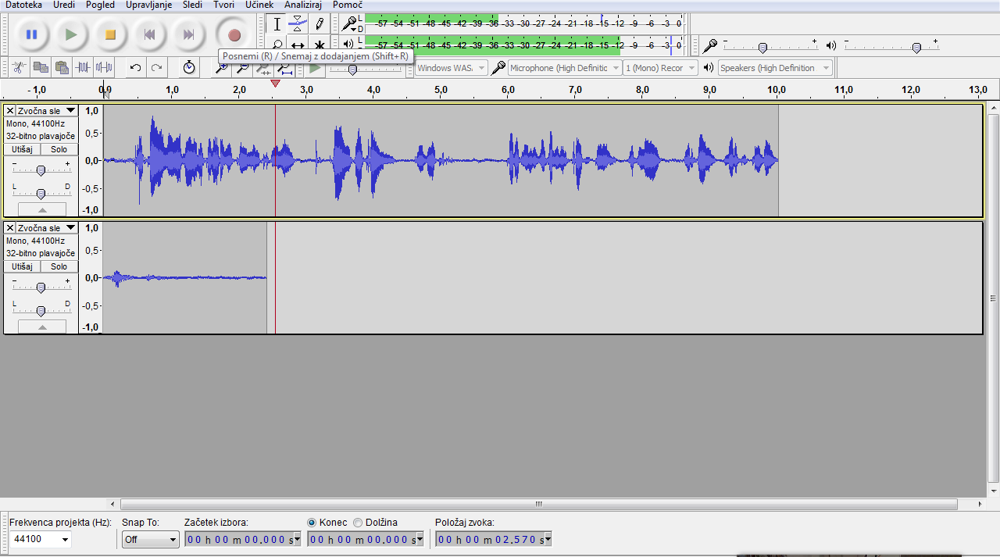 Datoteka Uredi Pogled Upravljanje Sledi Tvori Učinek Analiziraj Pomoč
L
D
-57 -54 -51 -48 -45 -42 -39 -36 -33 -30 -27 -24 -21 -18 -15 -12 -9 -6 -3 0
L
-57 -54 -51 -48 -45 -42 -39 -36 -33 -30 -27 -24 -21 -18 -15 -12 -9 -6 -3 0
- + - +
Posnemi (R) / Snemaj z dodajanjem (Shift+R)
Windows WAS Microphone (High Definitic 1 (Mono) Recor Speakers (High Definition
-1,0 0,0 1,0 2,0 3,0 4,0 5,0 6,0 7,0 8,0 9,0 10,0 11,0 12,0 13,0
Zvočna sle
Mono, 44100Hz
32-bitno plavajoče
Utišaj Solo
- +
L D
1,0
0,5-
0,0-
-0,5-
-1,0
Zvočna sle
Mono, 44100Hz
32-bitno plavajoče
Utišaj Solo
- +
L D
1,0
0,5-
0,0-
-0,5-
-1,0
Frekvenca projekta (Hz): Snap To: Začetek izbora: Konec Dolžina Položaj zvoka:
44100 Off 00 h 00 m 00.000 s 00 h 00 m 00.000 s 00 h 00 m 02.570 s